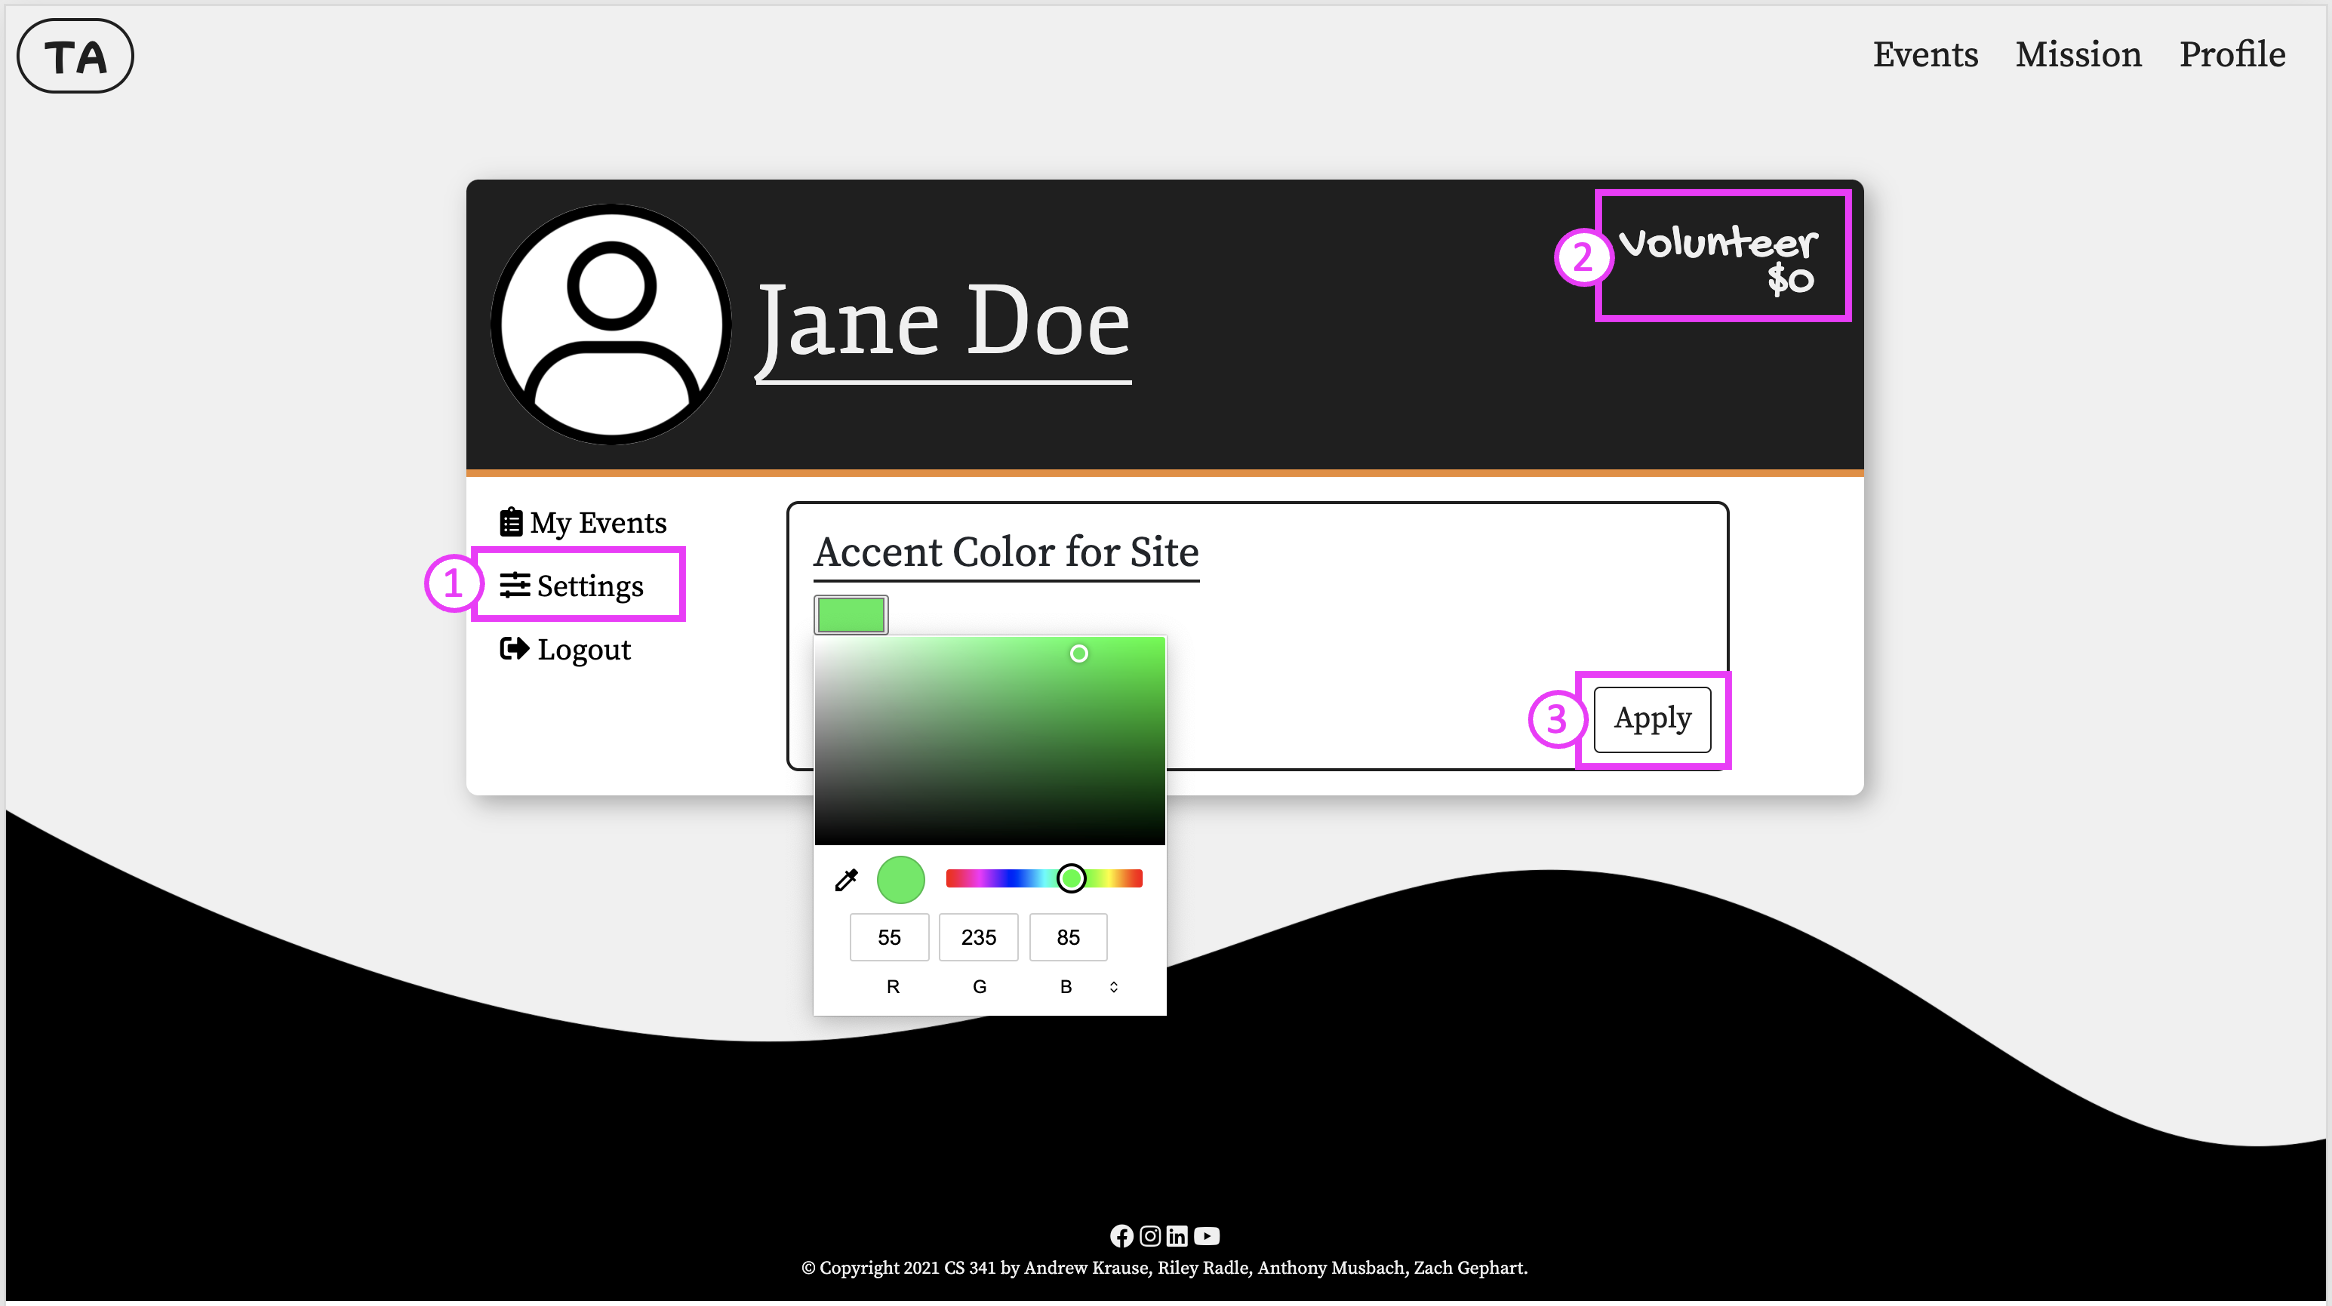 TA
Events Mission Profile
2
Volunteer
$0
Jane Doe
My Events
1
Settings
Logout
Accent Color for Site
3
Apply
55 235 85
R G B
© Copyright 2021 CS 341 by Andrew Krause, Riley Radle, Anthony Musbach, Zach Gephart.